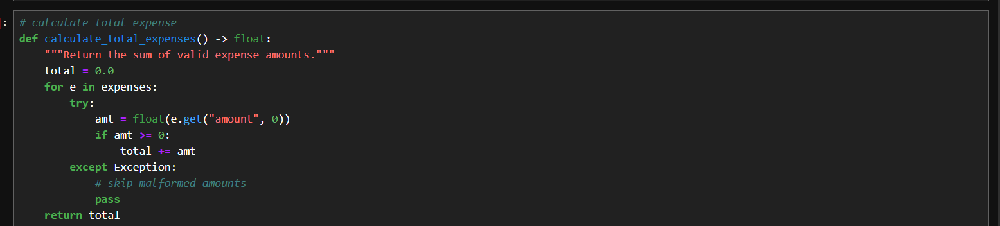 :
# calculate total expense
def calculate_total_expenses() -> float:
    """Return the sum of valid expense amounts."""
    total = 0.0
    for e in expenses:
        try:
            amt = float(e.get("amount", 0))
            if amt >= 0:
                total += amt
        except Exception:
            # skip malformed amounts
            pass
    return total